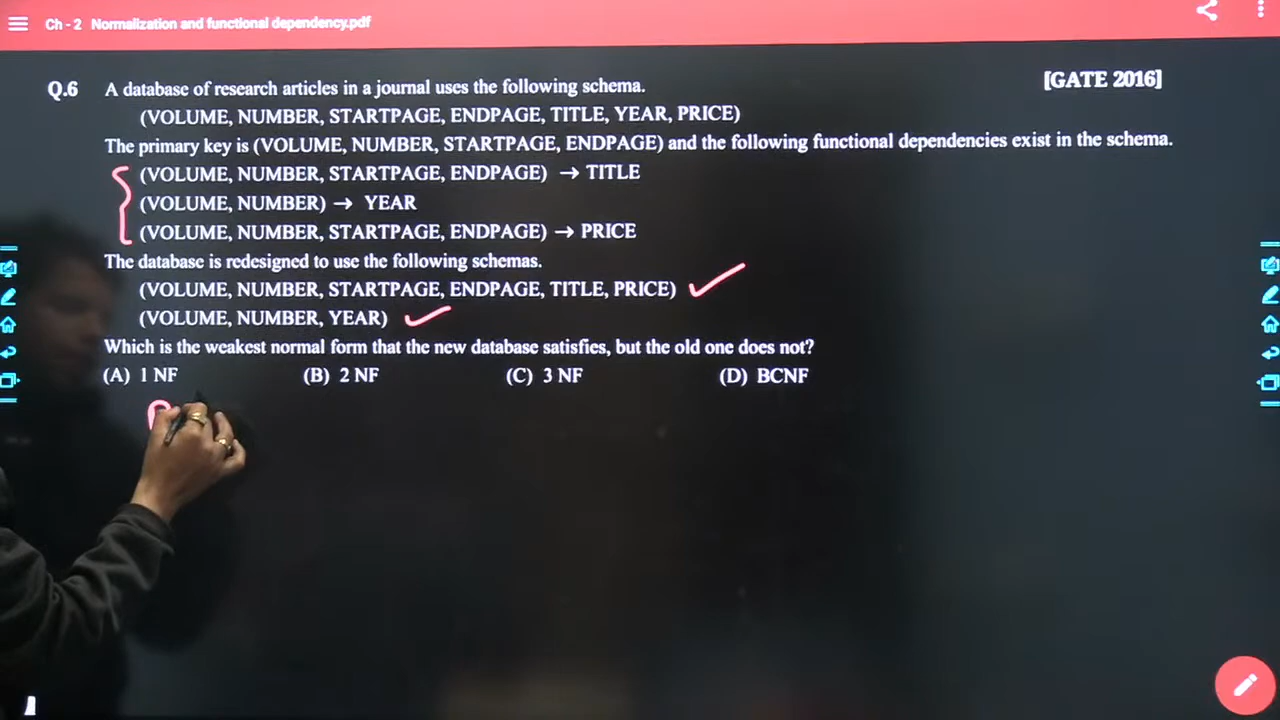 Ch - 2 Normalization and functional dependency.pdf
Q.6 A database of research articles in a journal uses the following schema. [GATE 2016]
(VOLUME, NUMBER, STARTPAGE, ENDPAGE, TITLE, YEAR, PRICE)
The primary key is (VOLUME, NUMBER, STARTPAGE, ENDPAGE) and the following functional dependencies exist in the schema.
(VOLUME, NUMBER, STARTPAGE, ENDPAGE) → TITLE
(VOLUME, NUMBER) → YEAR
(VOLUME, NUMBER, STARTPAGE, ENDPAGE) → PRICE
The database is redesigned to use the following schemas.
(VOLUME, NUMBER, STARTPAGE, ENDPAGE, TITLE, PRICE)
(VOLUME, NUMBER, YEAR)
Which is the weakest normal form that the new database satisfies, but the old one does not?
(A) 1 NF (B) 2 NF (C) 3 NF (D) BCNF